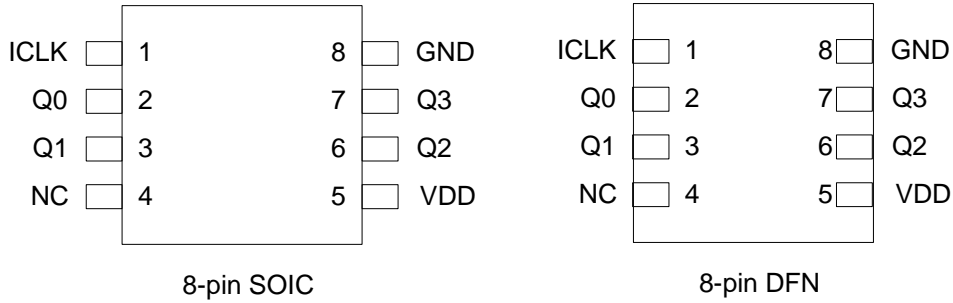 ICLK 1 8 GND
Q0 2 7 Q3
Q1 3 6 Q2
NC 4 5 VDD
8-pin SOIC
ICLK 1 8 GND
Q0 2 7 Q3
Q1 3 6 Q2
NC 4 5 VDD
8-pin DFN